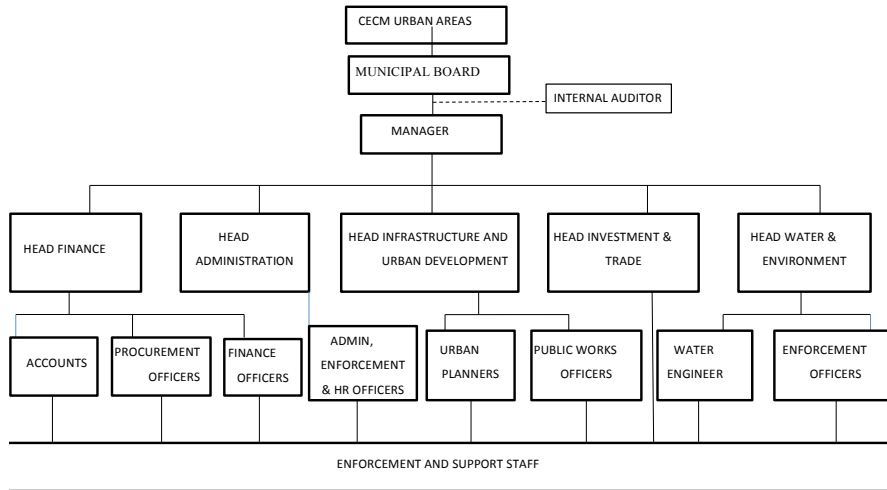 CECM URBAN AREAS
MUNICIPAL BOARD
INTERNAL AUDITOR
MANAGER
HEAD FINANCE
HEAD
ADMINISTRATION
HEAD INFRASTRUCTURE AND
URBAN DEVELOPMENT
HEAD INVESTMENT &
TRADE
HEAD WATER &
ENVIRONMENT
ACCOUNTS
PROCUREMENT
OFFICERS
FINANCE
OFFICERS
ADMIN,
ENFORCEMENT
& HR OFFICERS
URBAN
PLANNERS
PUBLIC WORKS
OFFICERS
WATER
ENGINEER
ENFORCEMENT
OFFICERS
ENFORCEMENT AND SUPPORT STAFF